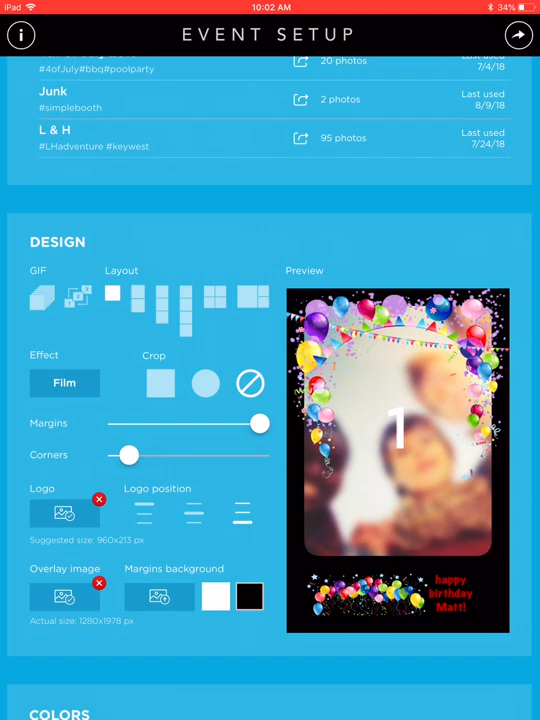 iPad
10:02 AM
34%
EVENT SETUP
#4ofJuly#bbq#poolparty
20 photos
Last used
7/4/18
Junk
#simplebooth
2 photos
Last used
8/9/18
L & H
#LHadventure #keywest
95 photos
Last used
7/24/18
DESIGN
GIF
Layout
Preview
Effect
Crop
Film
Margins
Corners
Logo
Logo position
Suggested size: 960x213 px
Overlay image
Margins background
Actual size: 1280x1978 px
1
happy
birthday
Matt!
COLORS